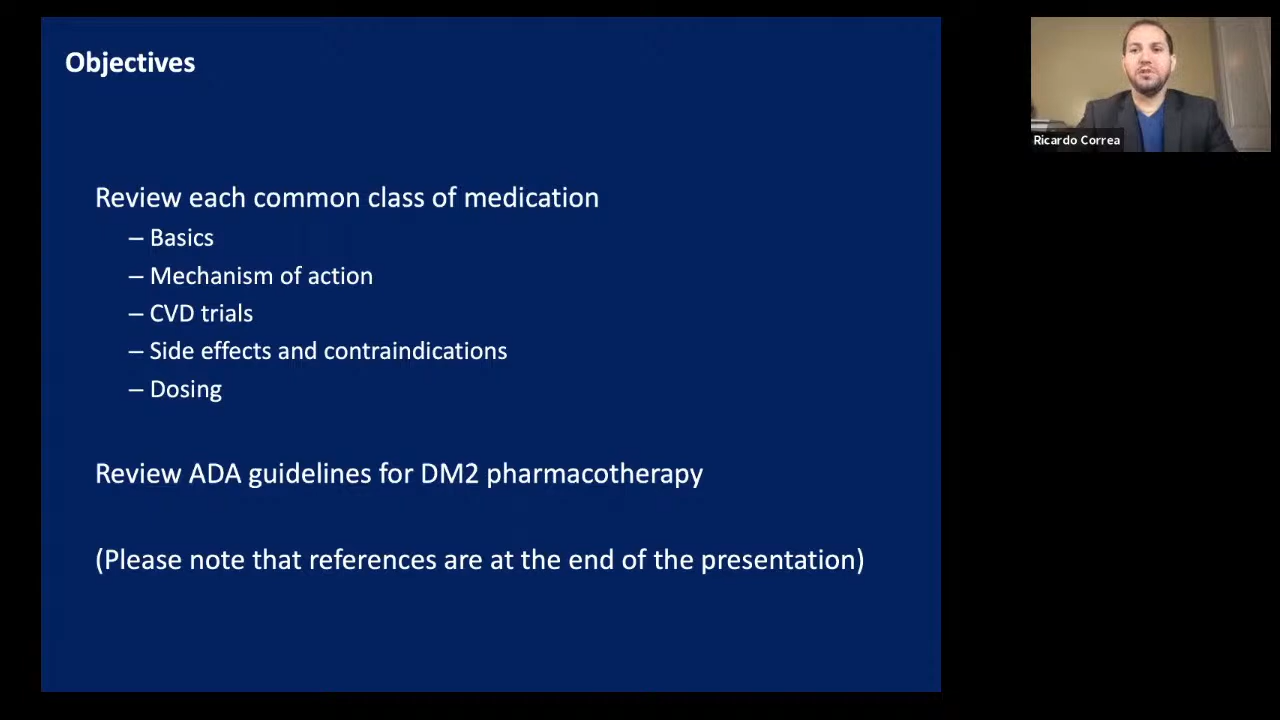 Objectives
Review each common class of medication
– Basics
– Mechanism of action
– CVD trials
– Side effects and contraindications
– Dosing
Review ADA guidelines for DM2 pharmacotherapy
(Please note that references are at the end of the presentation)
Ricardo Correa